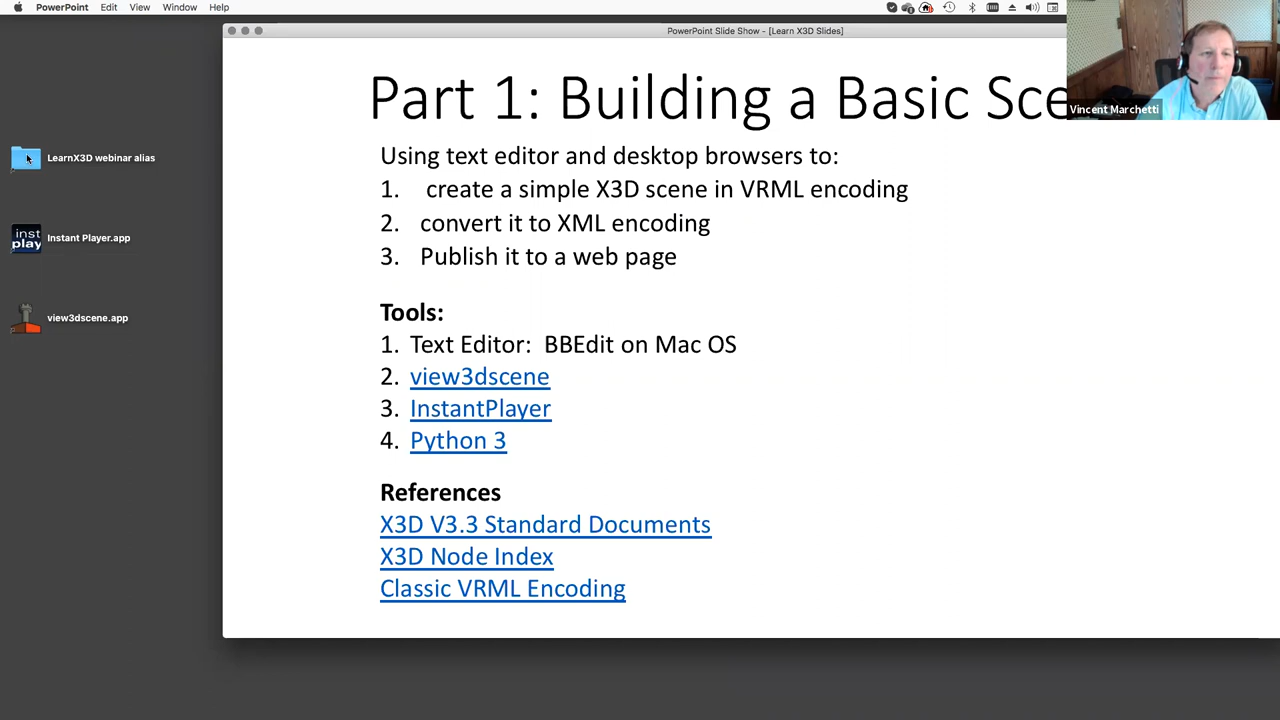 PowerPoint Edit View Window Help
PowerPoint Slide Show - [Learn X3D Slides]
Part 1: Building a Basic Sce
Vincent Marchetti
Using text editor and desktop browsers to:
LearnX3D webinar alias
1. create a simple X3D scene in VRML encoding
2. convert it to XML encoding
Instant Player.app
inst
play
3. Publish it to a web page
Tools:
view3dscene.app
1. Text Editor: BBEdit on Mac OS
2. view3dscene
3. InstantPlayer
4. Python 3
References
X3D V3.3 Standard Documents
X3D Node Index
Classic VRML Encoding